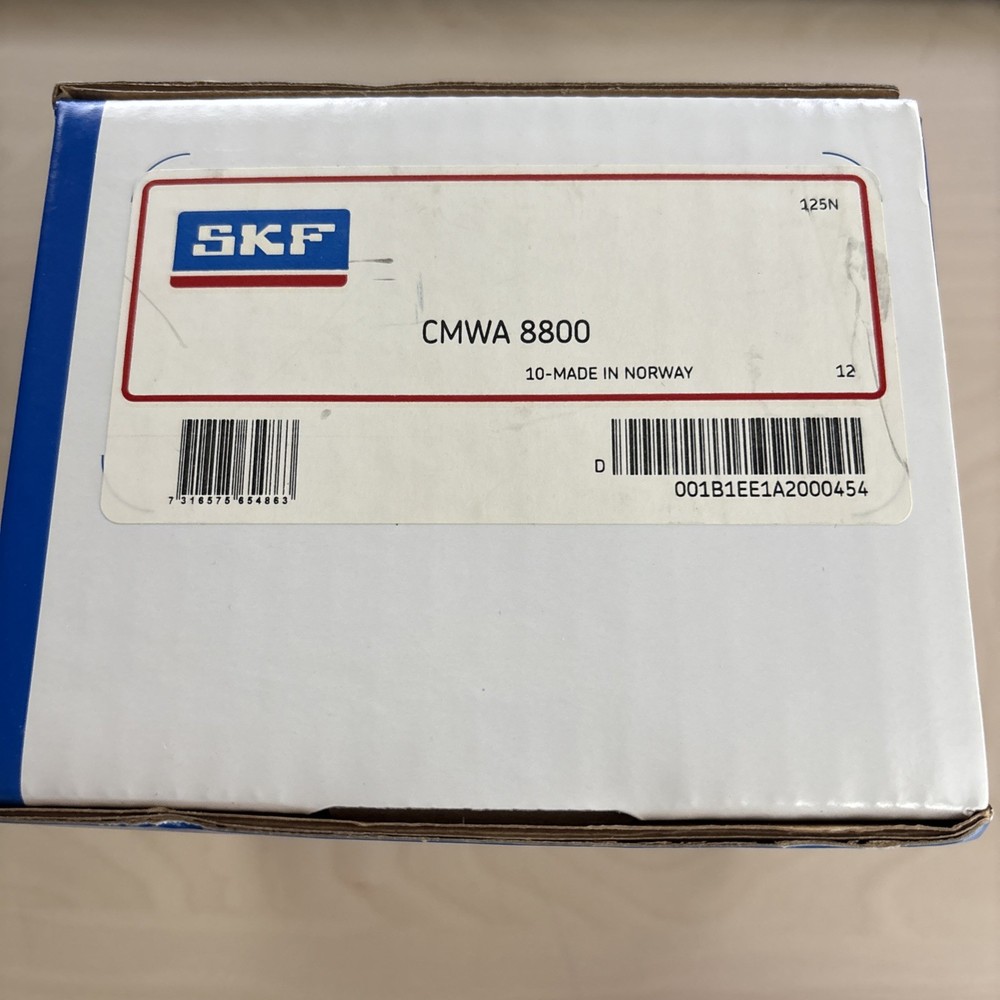 125N
SKF
CMWA 8800
10-MADE IN NORWAY 12
7 316575 654863
D
001B1EE1A2000454